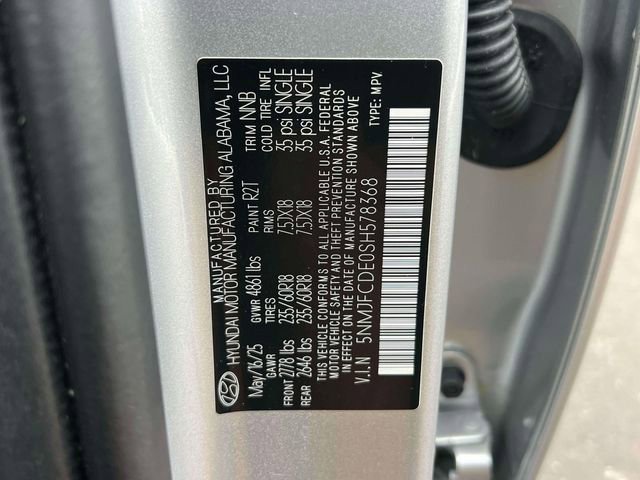 MANUFACTURED BY
HYUNDAI MOTOR MANUFACTURING ALABAMA, LLC
May/16/25 GVWR 4861 lbs PAINT R2T TRIM NNB
GAWR TIRES RIMS COLD TIRE INFL
FRONT 2778 lbs 235/60R18 7.5JX18 35 psi SINGLE
REAR 2646 lbs 235/60R18 7.5JX18 35 psi SINGLE
THIS VEHICLE CONFORMS TO ALL APPLICABLE U.S.A. FEDERAL
MOTOR VEHICLE SAFETY AND THEFT PREVENTION STANDARDS
IN EFFECT ON THE DATE OF MANUFACTURE SHOWN ABOVE.
V.I.N 5NMJFCDE0SH578368 TYPE: MPV